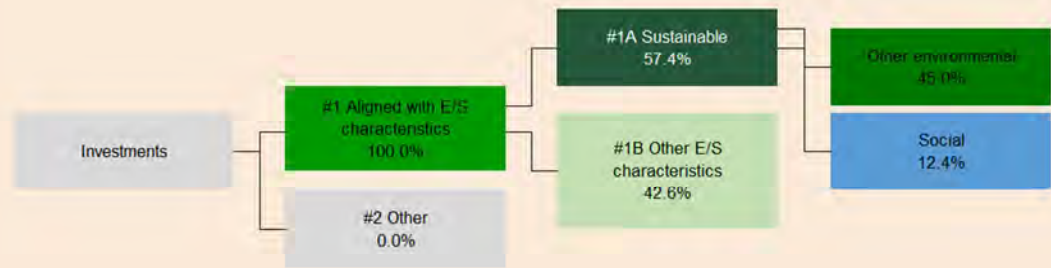 Investments
#1 Aligned with E/S
characteristics
100.0%
#2 Other
0.0%
#1A Sustainable
57.4%
#1B Other E/S
characteristics
42.6%
Other environmental
45.0%
Social
12.4%